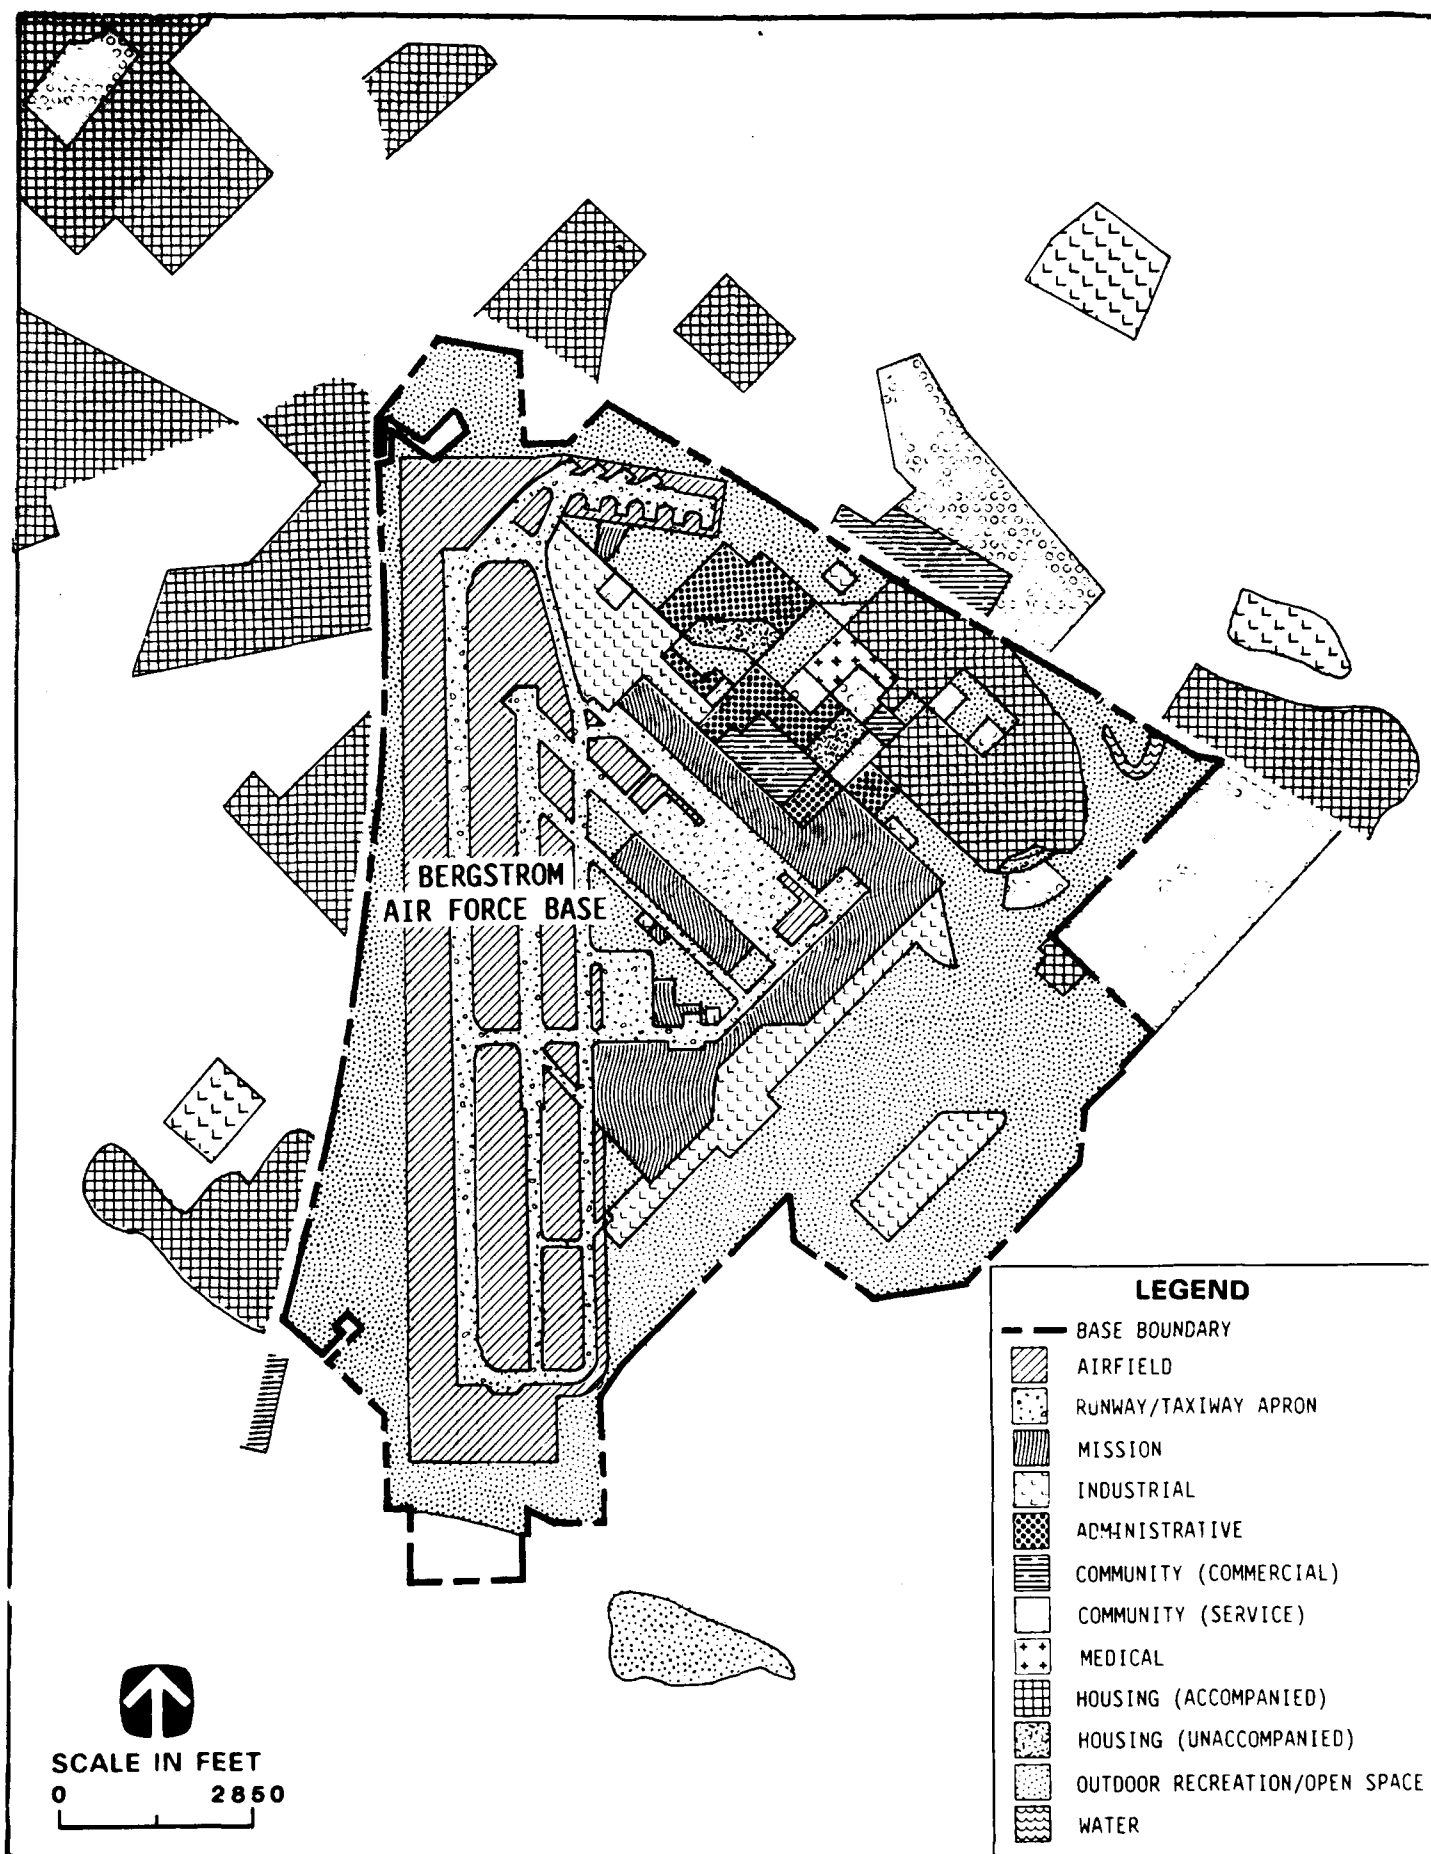 BERGSTROM
AIR FORCE BASE
LEGEND
BASE BOUNDARY
AIRFIELD
RUNWAY/TAXIWAY APRON
MISSION
INDUSTRIAL
ADMINISTRATIVE
COMMUNITY (COMMERCIAL)
COMMUNITY (SERVICE)
MEDICAL
HOUSING (ACCOMPANIED)
HOUSING (UNACCOMPANIED)
OUTDOOR RECREATION/OPEN SPACE
WATER
SCALE IN FEET
0 2850